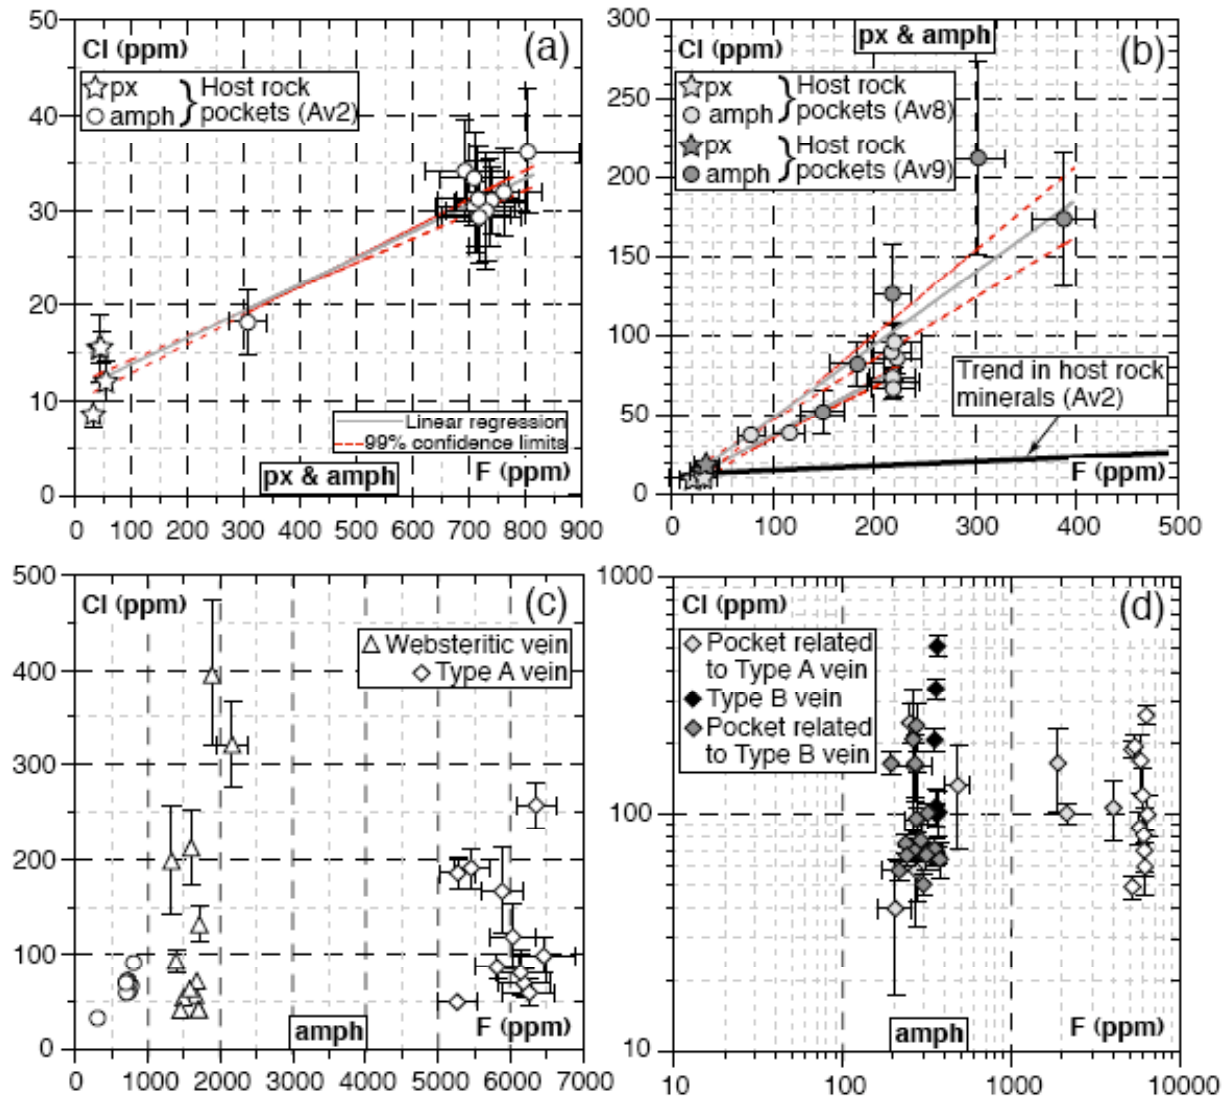 50
40
30
20
10
0
Cl (ppm)
(a)
px
amph
Host rock
pockets (Av2)
Linear regression
99% confidence limits
px & amph
F (ppm)
0 100 200 300 400 500 600 700 800 900
300
250
200
150
100
50
0
Cl (ppm)
px & amph
(b)
px
amph
Host rock
pockets (Av8)
px
amph
Host rock
pockets (Av9)
Trend in host rock
minerals (Av2)
F (ppm)
0 100 200 300 400 500
500
400
300
200
100
0
Cl (ppm)
(c)
Websteritic vein
Type A vein
amph
F (ppm)
0 1000 2000 3000 4000 5000 6000 7000
1000
100
10
Cl (ppm)
(d)
Pocket related
to Type A vein
Type B vein
Pocket related
to Type B vein
amph
F (ppm)
10 100 1000 10000